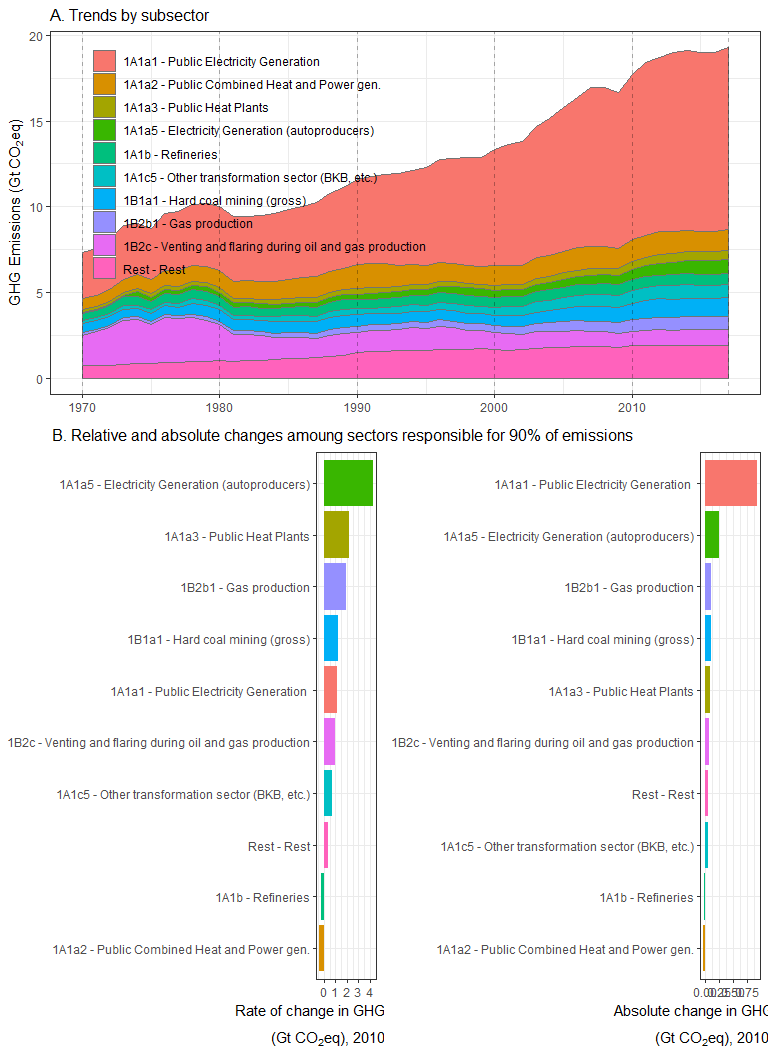 A. Trends by subsector
GHG Emissions (Gt CO₂eq)
20
15
10
5
0
1A1a1 - Public Electricity Generation
1A1a2 - Public Combined Heat and Power gen.
1A1a3 - Public Heat Plants
1A1a5 - Electricity Generation (autoproducers)
1A1b - Refineries
1A1c5 - Other transformation sector (BKB, etc.)
1B1a1 - Hard coal mining (gross)
1B2b1 - Gas production
1B2c - Venting and flaring during oil and gas production
Rest - Rest
1970 1980 1990 2000 2010
B. Relative and absolute changes amoung sectors responsible for 90% of emissions
1A1a5 - Electricity Generation (autoproducers)
1A1a3 - Public Heat Plants
1B2b1 - Gas production
1B1a1 - Hard coal mining (gross)
1A1a1 - Public Electricity Generation
1B2c - Venting and flaring during oil and gas production
1A1c5 - Other transformation sector (BKB, etc.)
Rest - Rest
1A1b - Refineries
1A1a2 - Public Combined Heat and Power gen.
0 1 2 3 4
Rate of change in GHG
(Gt CO₂eq), 2010
1A1a1 - Public Electricity Generation
1A1a5 - Electricity Generation (autoproducers)
1B2b1 - Gas production
1B1a1 - Hard coal mining (gross)
1A1a3 - Public Heat Plants
1B2c - Venting and flaring during oil and gas production
Rest - Rest
1A1c5 - Other transformation sector (BKB, etc.)
1A1b - Refineries
1A1a2 - Public Combined Heat and Power gen.
0.00 0.25 0.50 0.75
Absolute change in GHG
(Gt CO₂eq), 2010